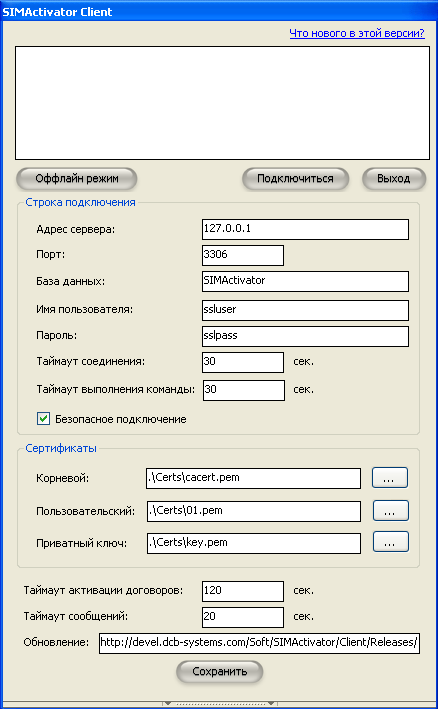 SIMActivator Client
Что нового в этой версии?
Оффлайн режим Подключиться Выход
Строка подключения
Адрес сервера: 127.0.0.1
Порт: 3306
База данных: SIMActivator
Имя пользователя: ssluser
Пароль: sslpass
Таймаут соединения: 30 сек.
Таймаут выполнения команды: 30 сек.
Безопасное подключение
Сертификаты
Корневой: .\Certs\cacert.pem ...
Пользовательский: .\Certs\01.pem ...
Приватный ключ: .\Certs\key.pem ...
Таймаут активации договоров: 120 сек.
Таймаут сообщений: 20 сек.
Обновление: http://devel.dcb-systems.com/Soft/SIMActivator/Client/Releases/
Сохранить